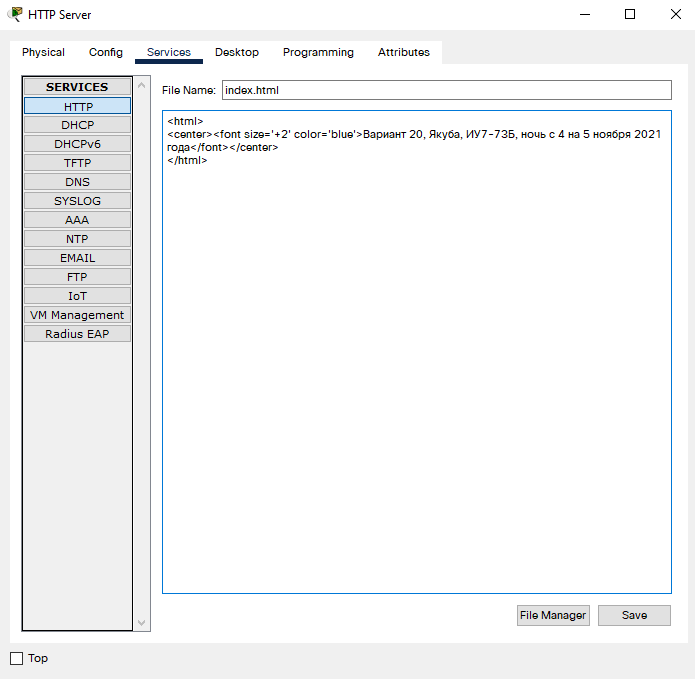 HTTP Server
Physical Config Services Desktop Programming Attributes
SERVICES
HTTP
DHCP
DHCPv6
TFTP
DNS
SYSLOG
AAA
NTP
EMAIL
FTP
IoT
VM Management
Radius EAP
File Name: index.html
<html>
<center><font size='+2' color='blue'>Вариант 20, Якуба, ИУ7-73Б, ночь с 4 на 5 ноября 2021
года</font></center>
</html>
File Manager Save
Top